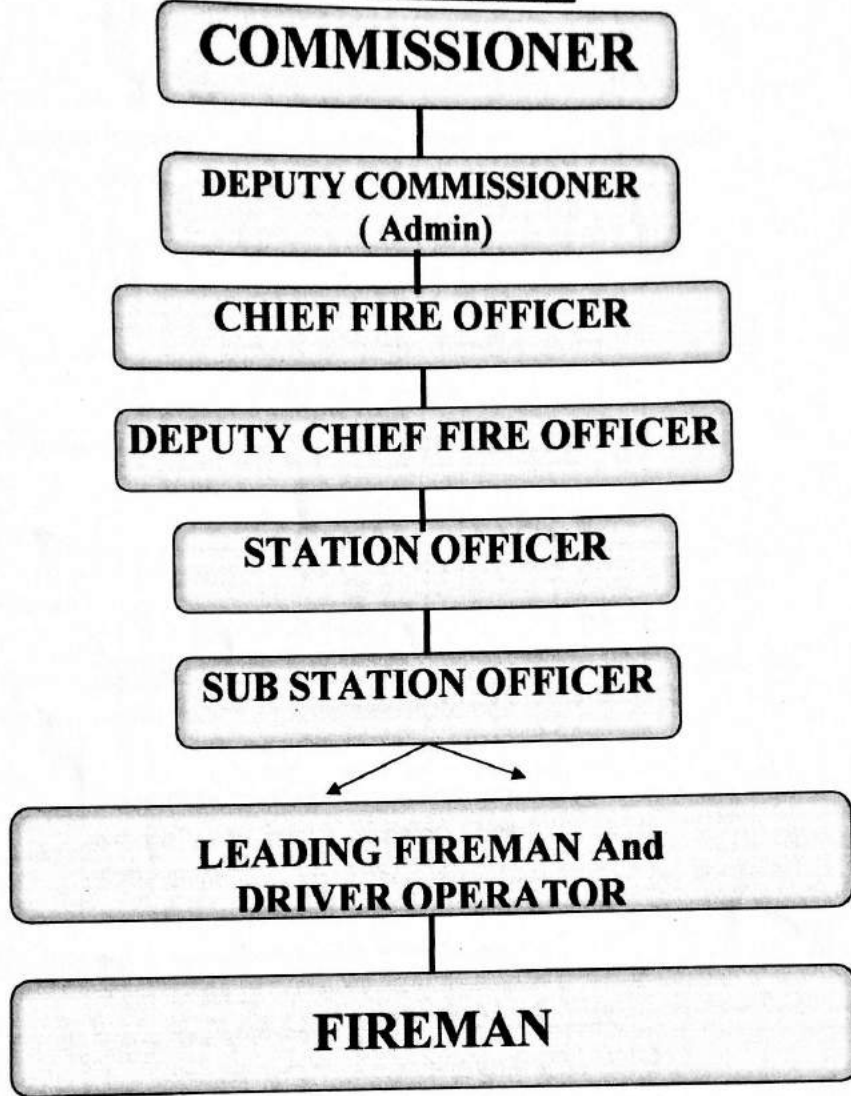 COMMISSIONER
DEPUTY COMMISSIONER
( Admin)
CHIEF FIRE OFFICER
DEPUTY CHIEF FIRE OFFICER
STATION OFFICER
SUB STATION OFFICER
LEADING FIREMAN And
DRIVER OPERATOR
FIREMAN